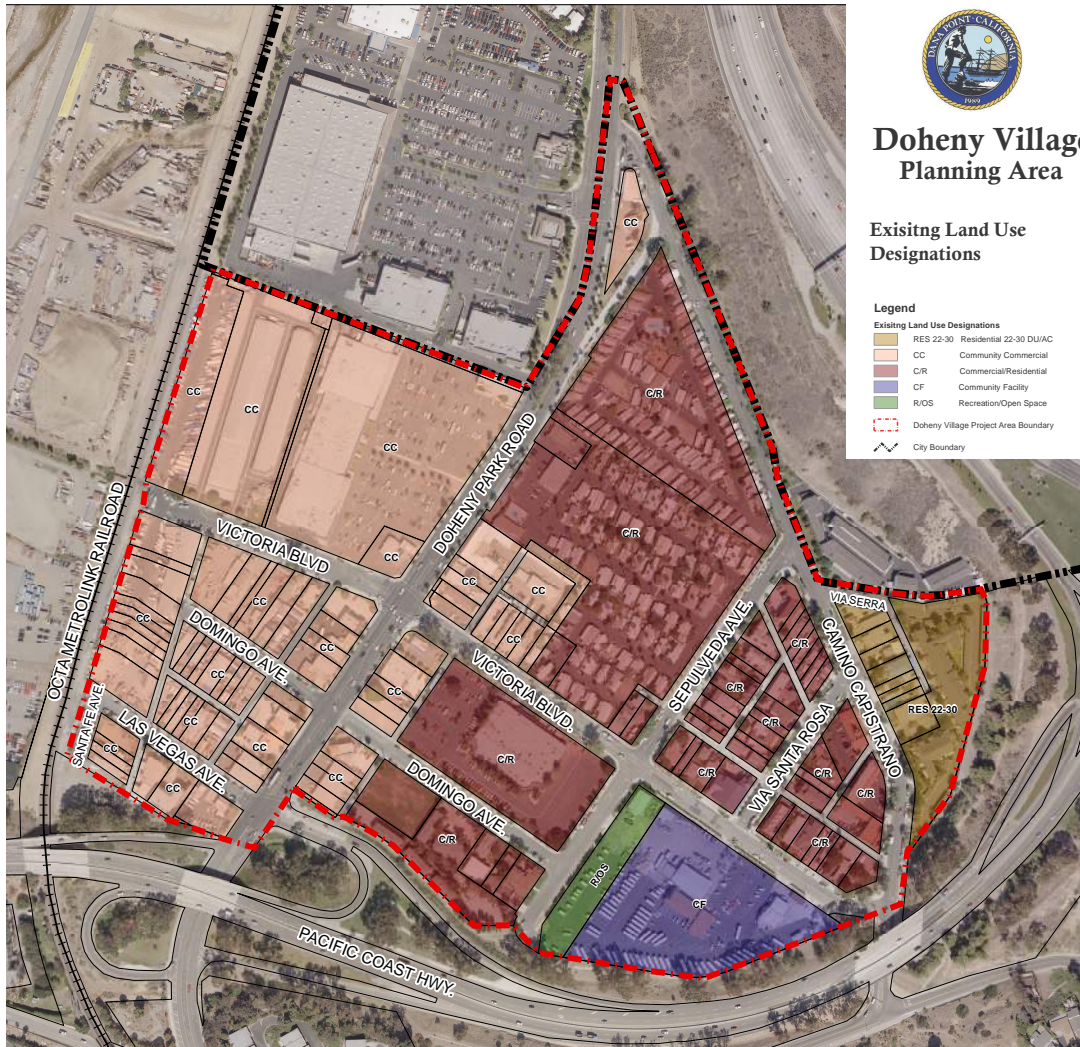 DANA POINT · CALIFORNIA
1989
Doheny Village
Planning Area
Exisitng Land Use
Designations
Legend
Exisitng Land Use Designations
RES 22-30 Residential 22-30 DU/AC
CC Community Commercial
C/R Commercial/Residential
CF Community Facility
R/OS Recreation/Open Space
Doheny Village Project Area Boundary
City Boundary
CC
CC
CC
CC
C/R
DOHENY PARK ROAD
OCTA METROLINK RAILROAD
VICTORIA BLVD
CC
C/R
CC
CC
CC
CC
CC
DOMINGO AVE.
CC
CC
VIA SERRA
SEPULVEDA AVE.
CAMINO CAPISTRANO
C/R
VICTORIA BLVD.
CC
C/R
CC
SANTA FE AVE.
LAS VEGAS AVE.
CC
CC
CC
CC
CC
C/R
DOMINGO AVE.
C/R
C/R
VIA SANTA ROSA
C/R
C/R
RES 22-30
C/R
C/R
R/OS
CF
PACIFIC COAST HWY.